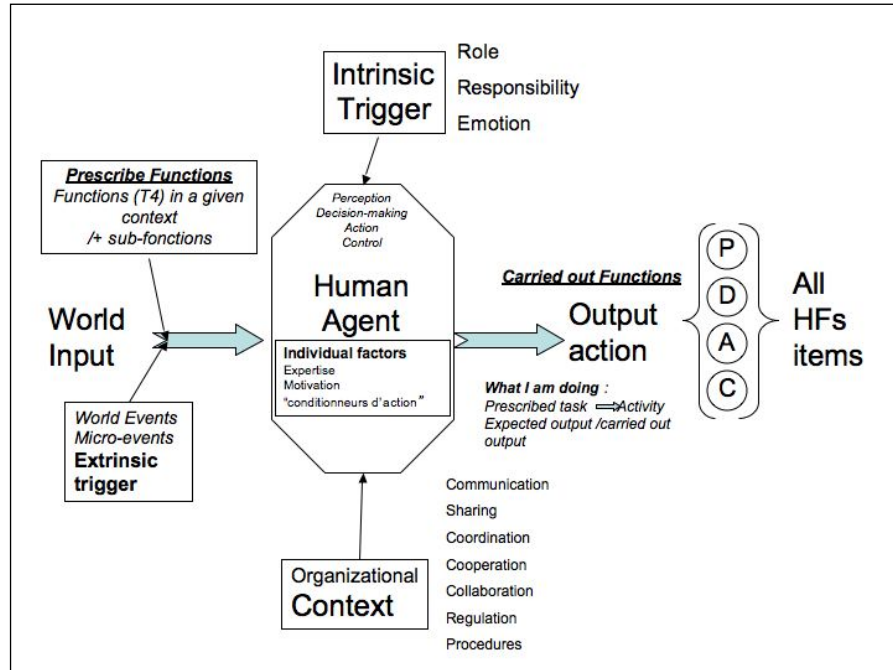 Intrinsic
Trigger
Role
Responsibility
Emotion
Prescribe Functions
Functions (T4) in a given
context
/+ sub-fonctions
Perception
Decision-making
Action
Control
World
Input
Human
Agent
Individual factors
Expertise
Motivation
"conditionneurs d'action"
World Events
Micro-events
Extrinsic
trigger
Carried out Functions
Output
action
What I am doing :
Prescribed task Activity
Expected output /carried out
output
P
D
A
C
All
HFs
items
Organizational
Context
Communication
Sharing
Coordination
Cooperation
Collaboration
Regulation
Procedures